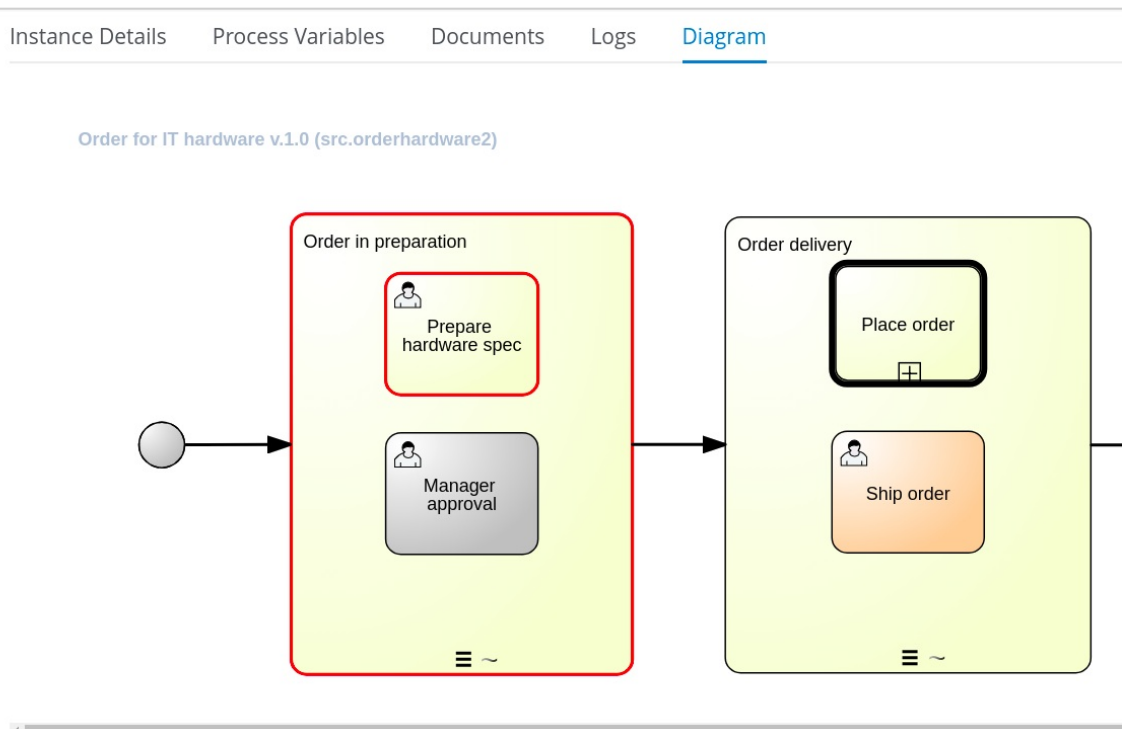 Instance Details Process Variables Documents Logs Diagram
Order for IT hardware v.1.0 (src.orderhardware2)
Order in preparation
Prepare
hardware spec
Manager
approval
Order delivery
Place order
Ship order